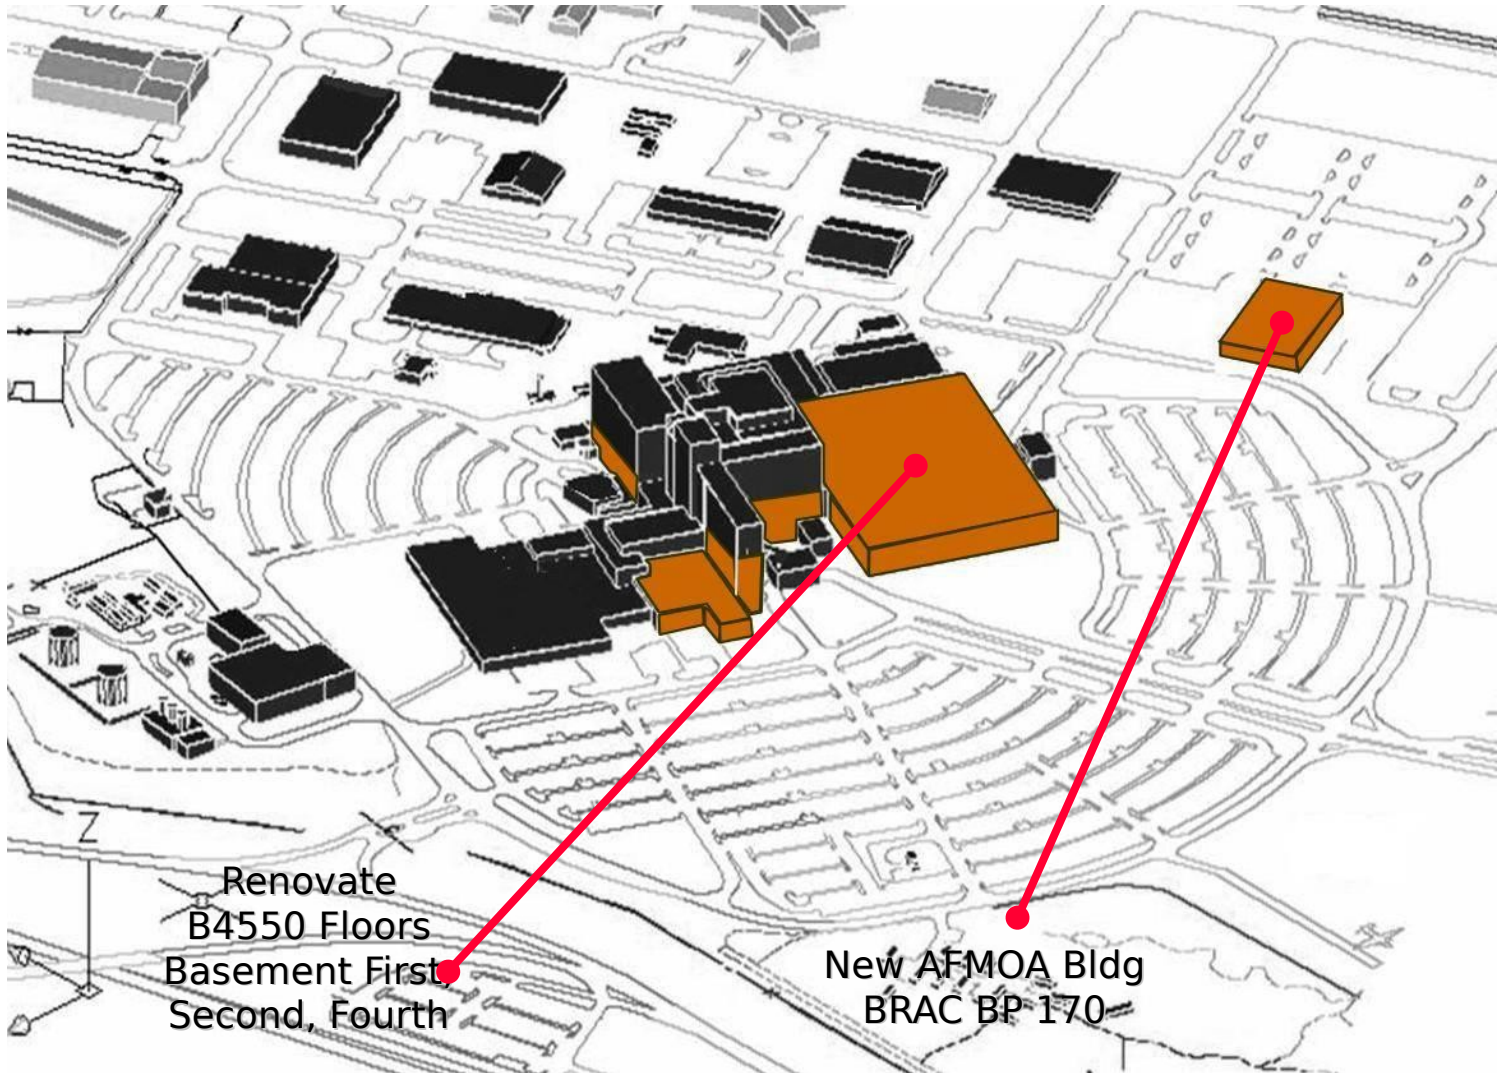 Z
Renovate
B4550 Floors
Basement First,
Second, Fourth
New AFMOA Bldg
BRAC BP 170